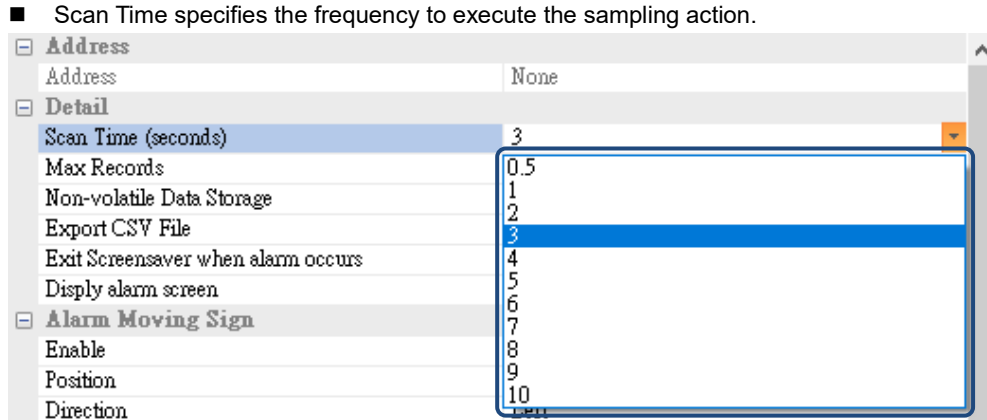 ■ Scan Time specifies the frequency to execute the sampling action.
Address
Address None
Detail
Scan Time (seconds) 3
Max Records 0.5
1
Non-volatile Data Storage 2
Export CSV File 3
Exit Screensaver when alarm occurs 4
5
Disply alarm screen 6
Alarm Moving Sign 7
Enable 8
Position 9
10
Direction Left